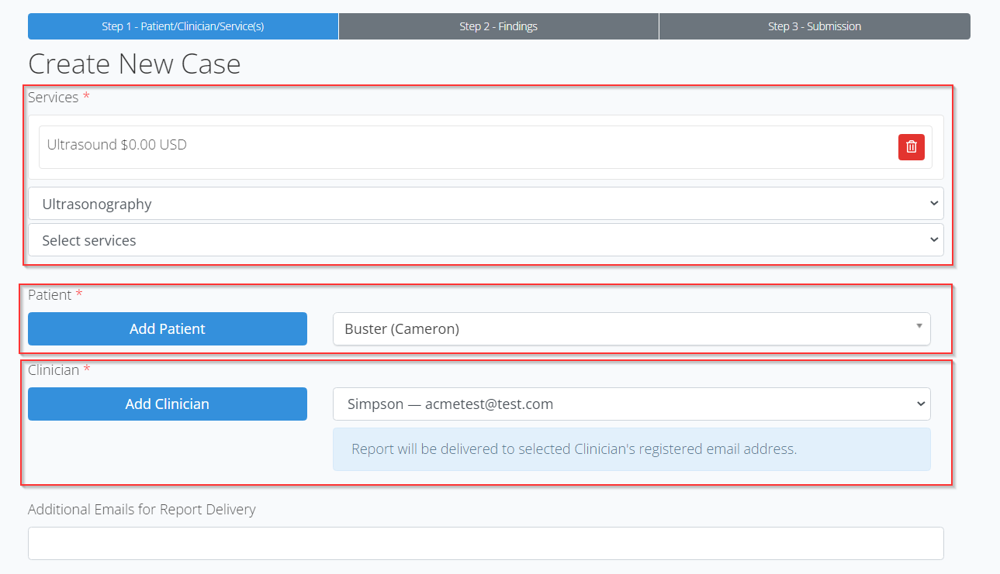 Step 1 - Patient/Clinician/Service(s)
Step 2 - Findings
Step 3 - Submission
Create New Case
Services *
Ultrasound $0.00 USD
Ultrasonography
Select services
Patient *
Add Patient
Buster (Cameron)
Clinician *
Add Clinician
Simpson — acmetest@test.com
Report will be delivered to selected Clinician's registered email address.
Additional Emails for Report Delivery